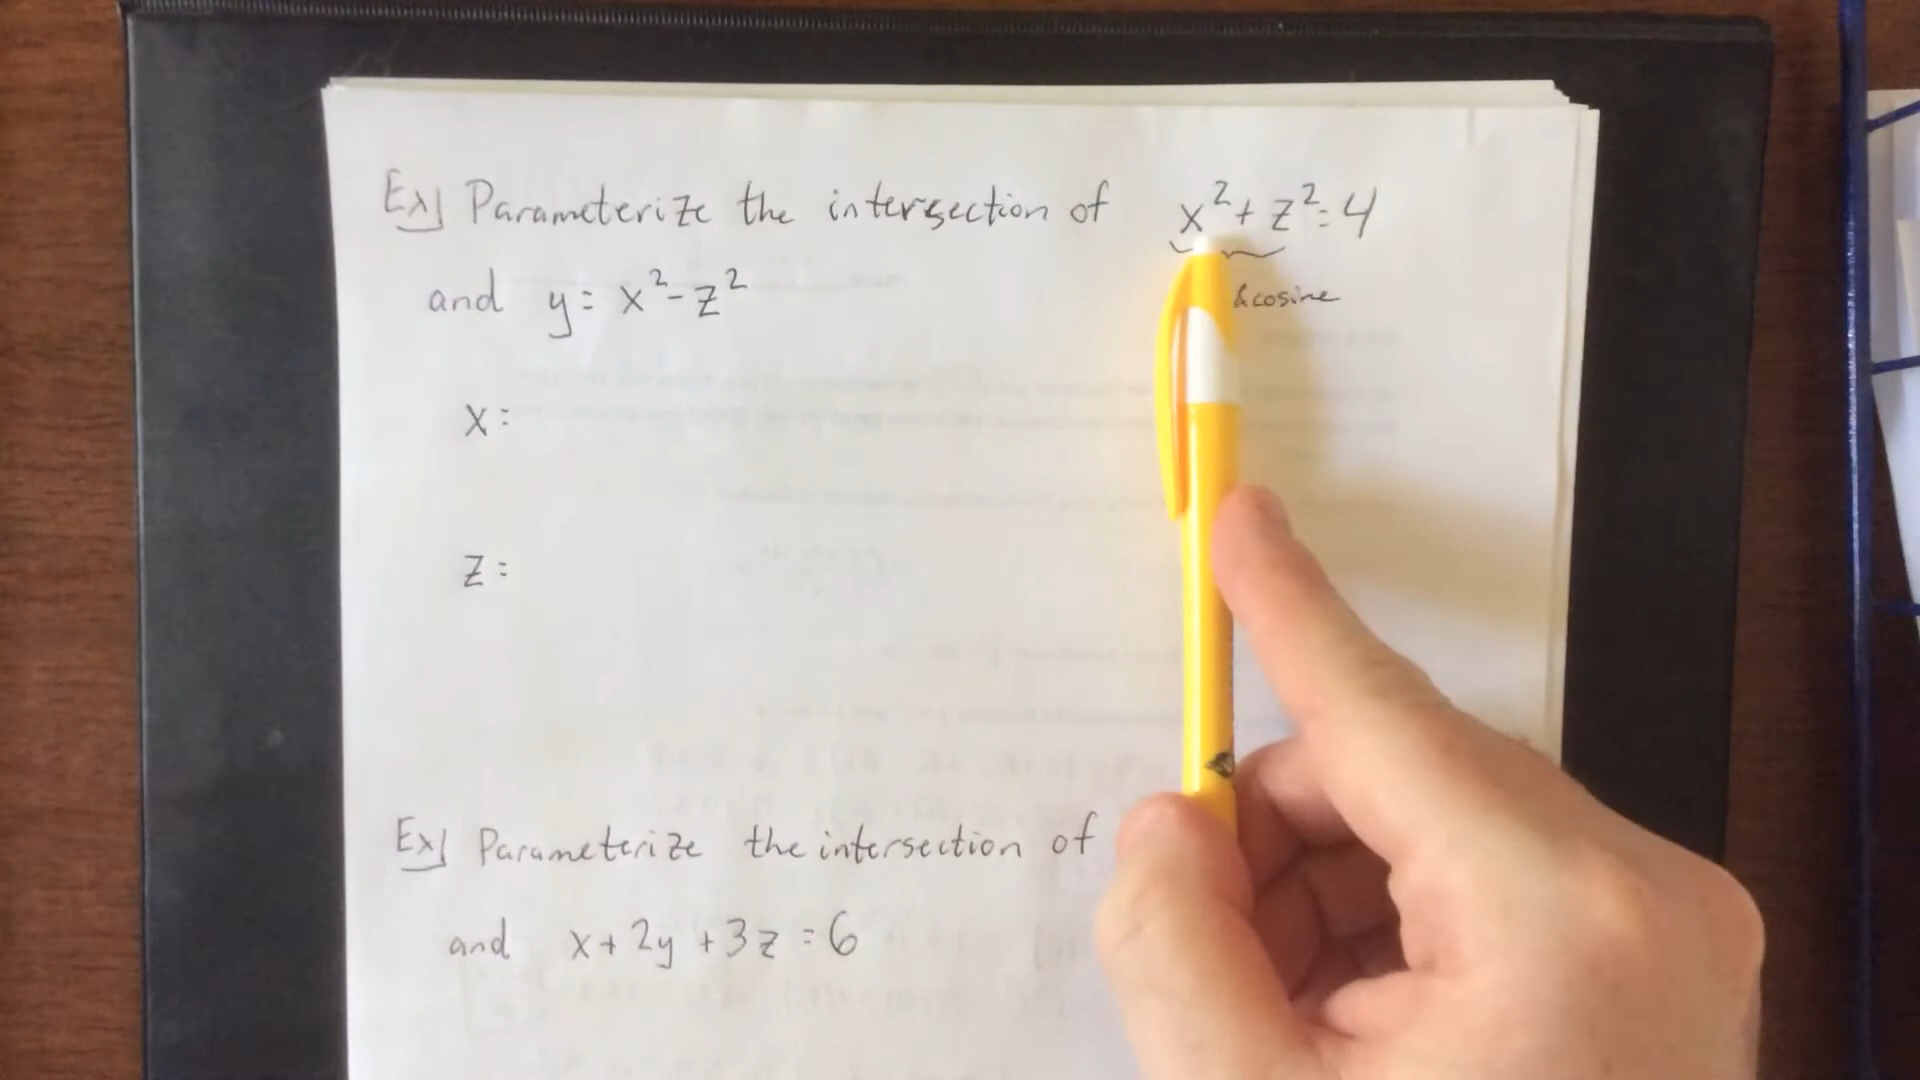 Ex] Parameterize the intersection of x²+z²=4
and y=x²-z²
&cosine
x=
z=
Ex] Parameterize the intersection of
and x+2y+3z=6